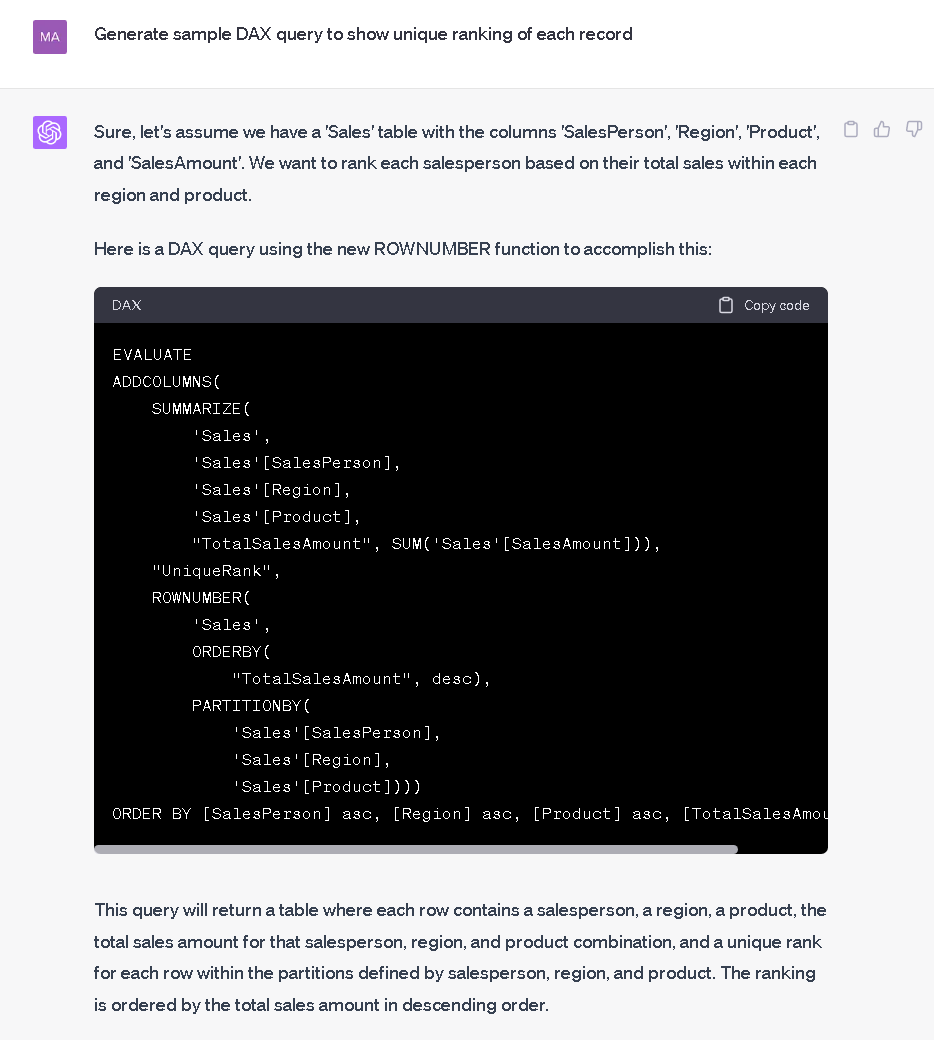 MA
Generate sample DAX query to show unique ranking of each record
Sure, let's assume we have a 'Sales' table with the columns 'SalesPerson', 'Region', 'Product',
and 'SalesAmount'. We want to rank each salesperson based on their total sales within each
region and product.
Here is a DAX query using the new ROWNUMBER function to accomplish this:
DAX
Copy code
EVALUATE
ADDCOLUMNS(
    SUMMARIZE(
        'Sales',
        'Sales'[SalesPerson],
        'Sales'[Region],
        'Sales'[Product],
        "TotalSalesAmount", SUM('Sales'[SalesAmount])),
    "UniqueRank",
    ROWNUMBER(
        'Sales',
        ORDERBY(
            "TotalSalesAmount", desc),
        PARTITIONBY(
            'Sales'[SalesPerson],
            'Sales'[Region],
            'Sales'[Product])))
ORDER BY [SalesPerson] asc, [Region] asc, [Product] asc, [TotalSalesAmou
This query will return a table where each row contains a salesperson, a region, a product, the
total sales amount for that salesperson, region, and product combination, and a unique rank
for each row within the partitions defined by salesperson, region, and product. The ranking
is ordered by the total sales amount in descending order.